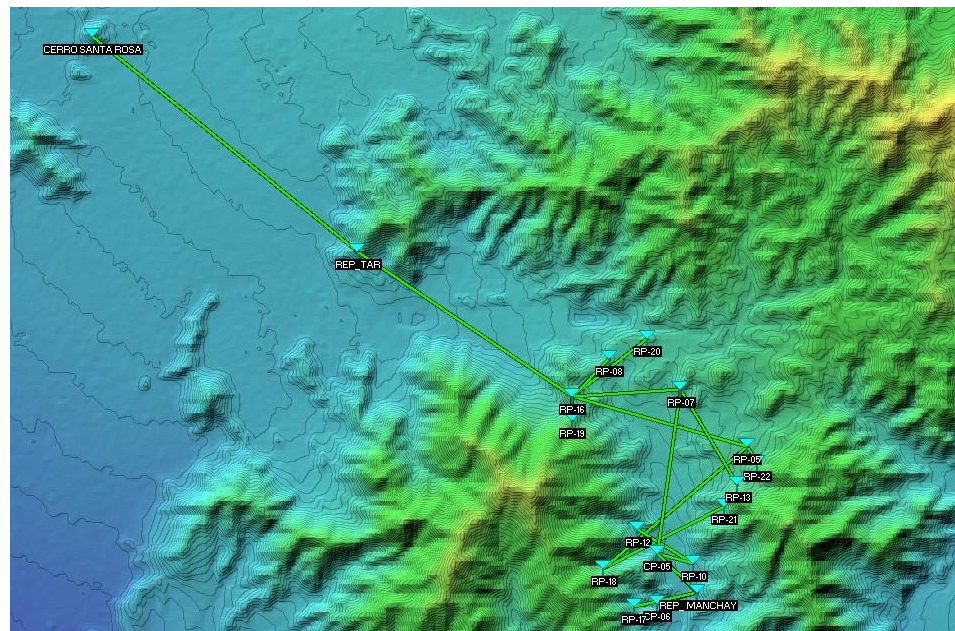 CERRO SANTA ROSA
REP_TAR
RP-20
RP-08
RP-07
RP-16
RP-19
RP-05
RP-22
RP-13
RP-21
RP-12
CP-05
RP-10
RP-18
REP_MANCHAY
RP-17
CP-06